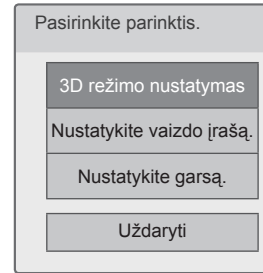 Pasirinkite parinktis.
3D režimo nustatymas
Nustatykite vaizdo įrašą.
Nustatykite garsą.
Uždaryti